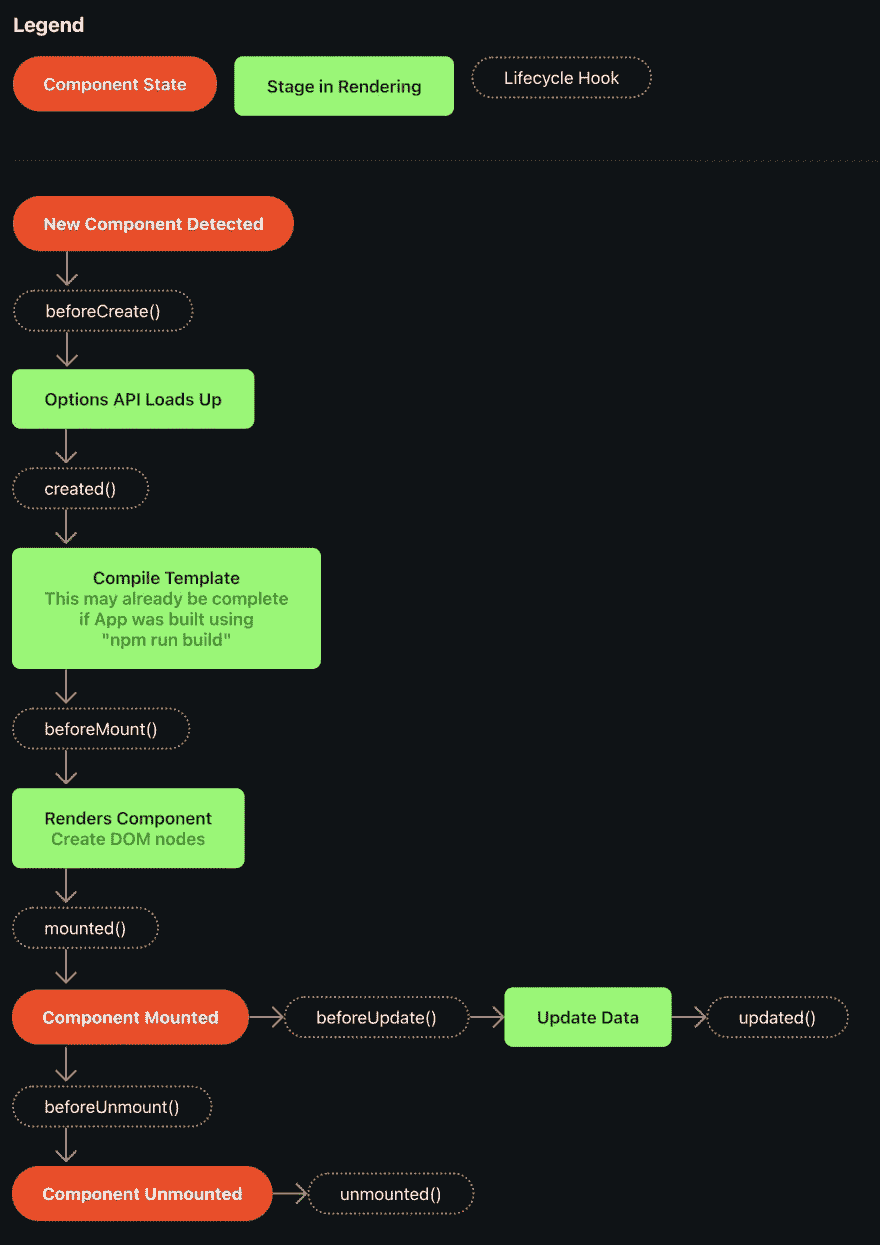 Legend
Component State
Stage in Rendering
Lifecycle Hook
New Component Detected
beforeCreate()
Options API Loads Up
created()
Compile Template
This may already be complete
if App was built using
"npm run build"
beforeMount()
Renders Component
Create DOM nodes
mounted()
Component Mounted
beforeUpdate()
Update Data
updated()
beforeUnmount()
Component Unmounted
unmounted()